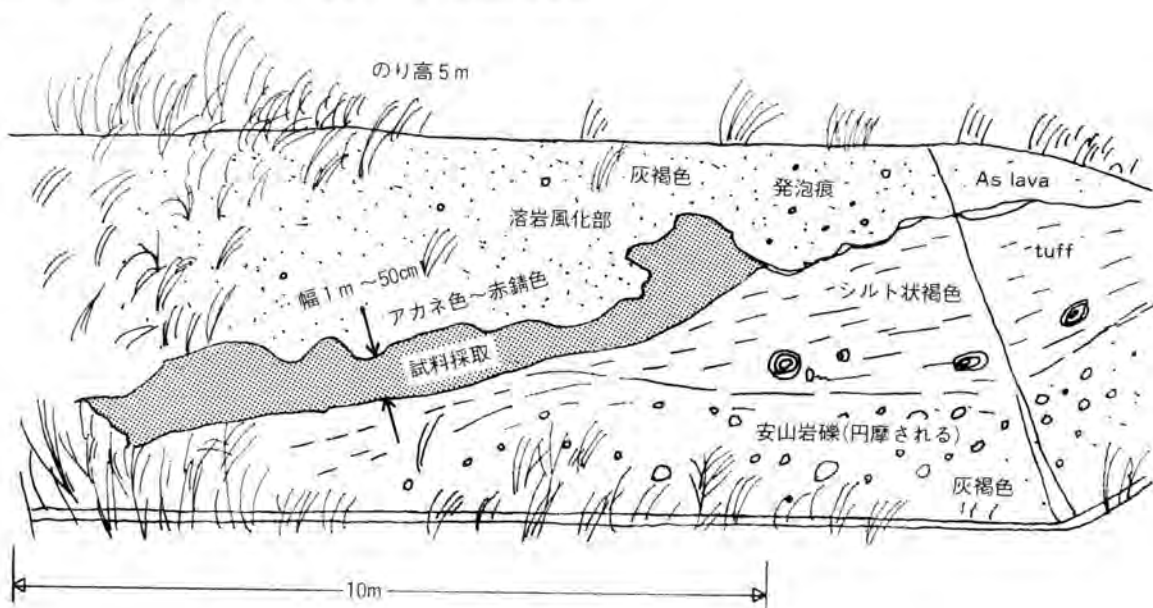 のり高5m
灰褐色
発泡痕
As lava
溶岩風化部
tuff
幅1m～50㎝
アカネ色～赤錆色
シルト状褐色
試料採取
安山岩礫(円摩される)
灰褐色
10m